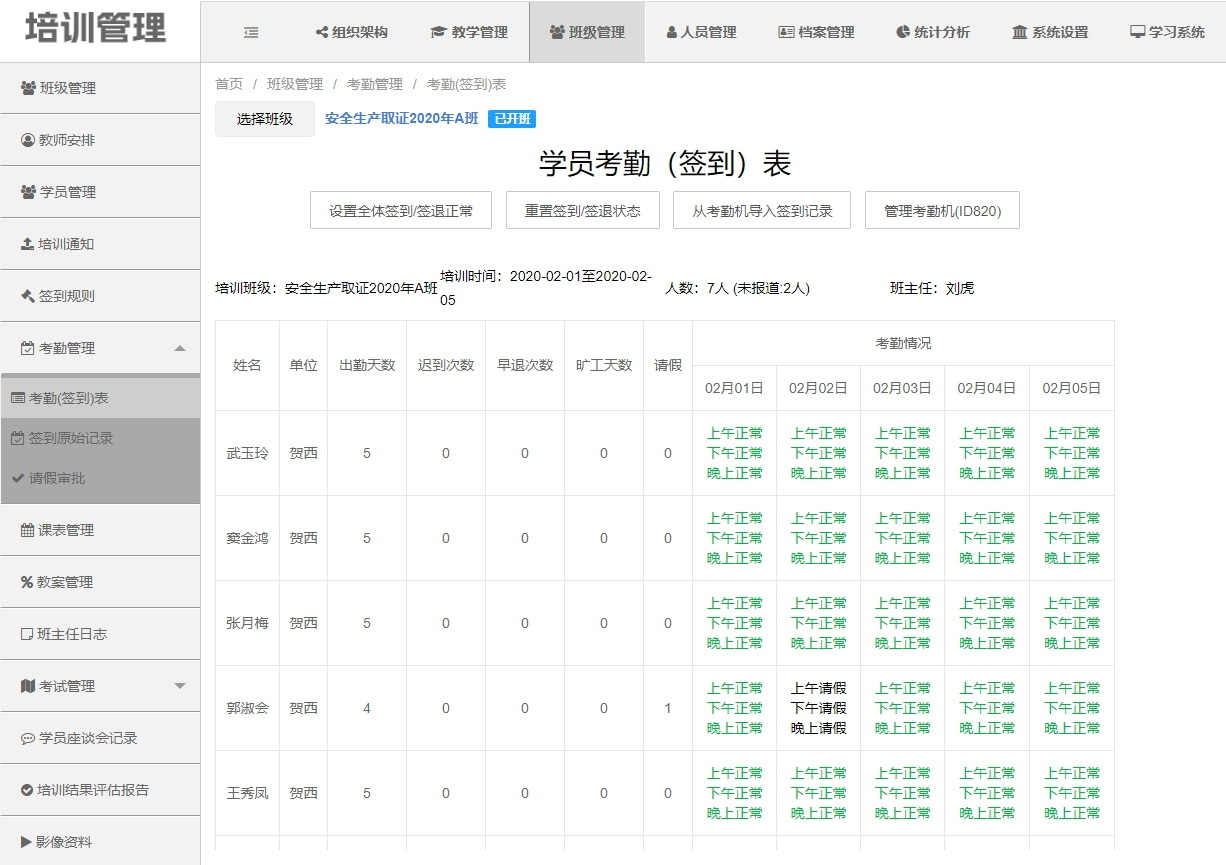 培训管理
组织架构 教学管理 班级管理 人员管理 档案管理 统计分析 系统设置 学习系统
班级管理
教师安排
学员管理
培训通知
签到规则
考勤管理
考勤(签到)表
签到原始记录
请假审批
课表管理
教案管理
班主任日志
考试管理
学员座谈会记录
培训结果评估报告
影像资料
首页 / 班级管理 / 考勤管理 / 考勤(签到)表
选择班级 安全生产取证2020年A班 已开班
学员考勤（签到）表
设置全体签到/签退正常 重置签到/签退状态 从考勤机导入签到记录 管理考勤机(ID820)
培训班级：安全生产取证2020年A班 培训时间：2020-02-01至2020-02-
05
人数：7人 (未报道:2人) 班主任：刘虎
姓名 单位 出勤天数 迟到次数 早退次数 旷工天数 请假 考勤情况
02月01日 02月02日 02月03日 02月04日 02月05日
上午正常 上午正常 上午正常 上午正常 上午正常
武玉玲 贺西 5 0 0 0 0 下午正常 下午正常 下午正常 下午正常 下午正常
晚上正常 晚上正常 晚上正常 晚上正常 晚上正常
上午正常 上午正常 上午正常 上午正常 上午正常
窦金鸿 贺西 5 0 0 0 0 下午正常 下午正常 下午正常 下午正常 下午正常
晚上正常 晚上正常 晚上正常 晚上正常 晚上正常
上午正常 上午正常 上午正常 上午正常 上午正常
张月梅 贺西 5 0 0 0 0 下午正常 下午正常 下午正常 下午正常 下午正常
晚上正常 晚上正常 晚上正常 晚上正常 晚上正常
上午正常 上午请假 上午正常 上午正常 上午正常
郭淑会 贺西 4 0 0 0 1 下午正常 下午请假 下午正常 下午正常 下午正常
晚上正常 晚上请假 晚上正常 晚上正常 晚上正常
上午正常 上午正常 上午正常 上午正常 上午正常
王秀凤 贺西 5 0 0 0 0 下午正常 下午正常 下午正常 下午正常 下午正常
晚上正常 晚上正常 晚上正常 晚上正常 晚上正常